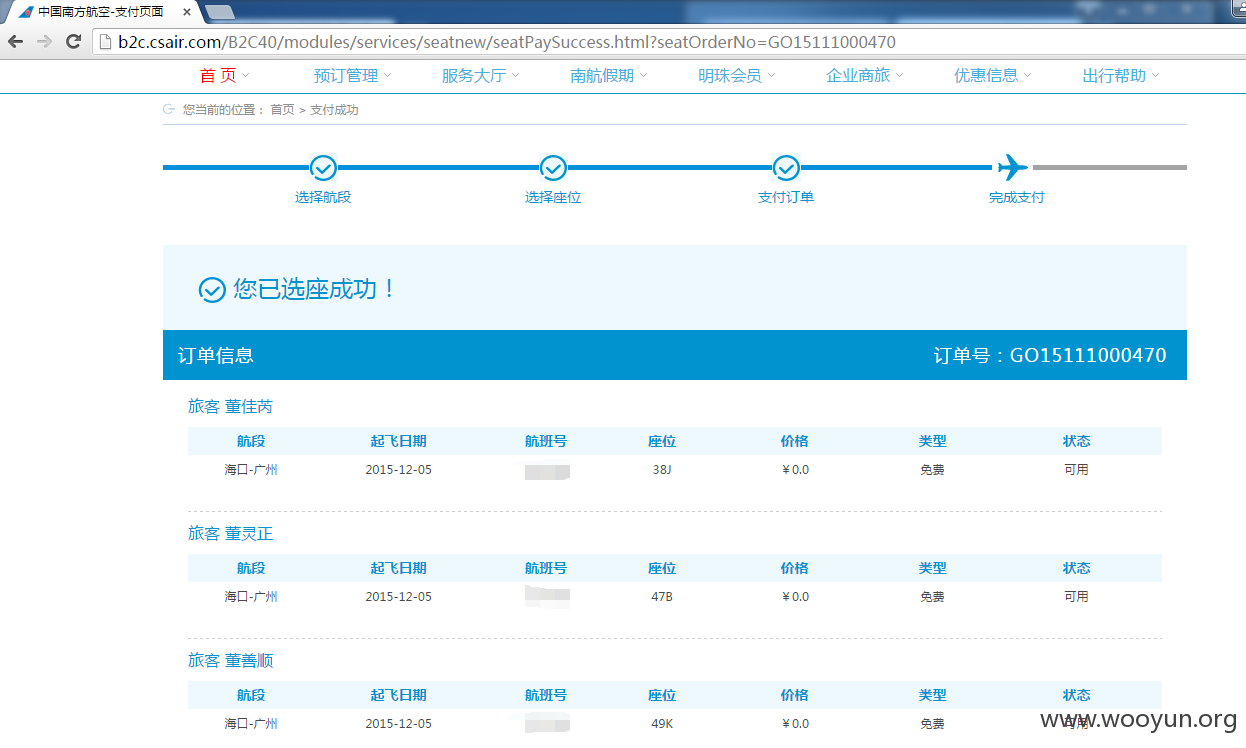 中国南方航空-支付页面
b2c.csair.com/B2C40/modules/services/seatnew/seatPaySuccess.html?seatOrderNo=GO15111000470
首 页 预订管理 服务大厅 南航假期 明珠会员 企业商旅 优惠信息 出行帮助
您当前的位置： 首页 > 支付成功
选择航段 选择座位 支付订单 完成支付
您已选座成功！
订单信息 订单号：GO15111000470
旅客 董佳芮
航段 起飞日期 航班号 座位 价格 类型 状态
海口-广州 2015-12-05 38J ￥0.0 免费 可用
旅客 董灵正
航段 起飞日期 航班号 座位 价格 类型 状态
海口-广州 2015-12-05 47B ￥0.0 免费 可用
旅客 董善顺
航段 起飞日期 航班号 座位 价格 类型 状态
海口-广州 2015-12-05 49K ￥0.0 免费 可用
www.wooyun.org